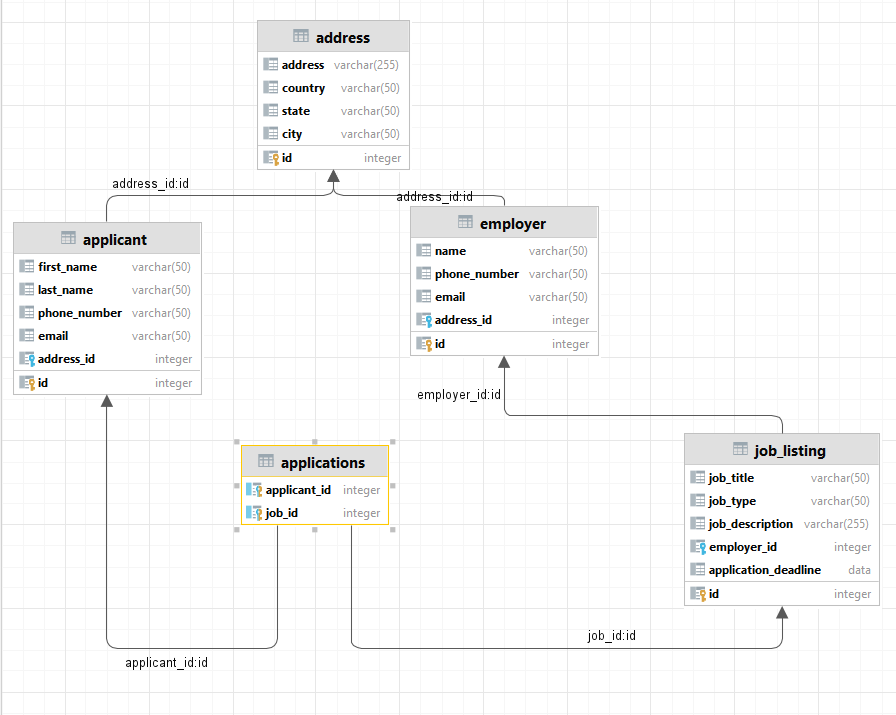 address
address varchar(255)
country varchar(50)
state varchar(50)
city varchar(50)
id integer
address_id:id
address_id:id
applicant
first_name varchar(50)
last_name varchar(50)
phone_number varchar(50)
email varchar(50)
address_id integer
id integer
employer
name varchar(50)
phone_number varchar(50)
email varchar(50)
address_id integer
id integer
employer_id:id
applications
applicant_id integer
job_id integer
job_listing
job_title varchar(50)
job_type varchar(50)
job_description varchar(255)
employer_id integer
application_deadline data
id integer
job_id:id
applicant_id:id